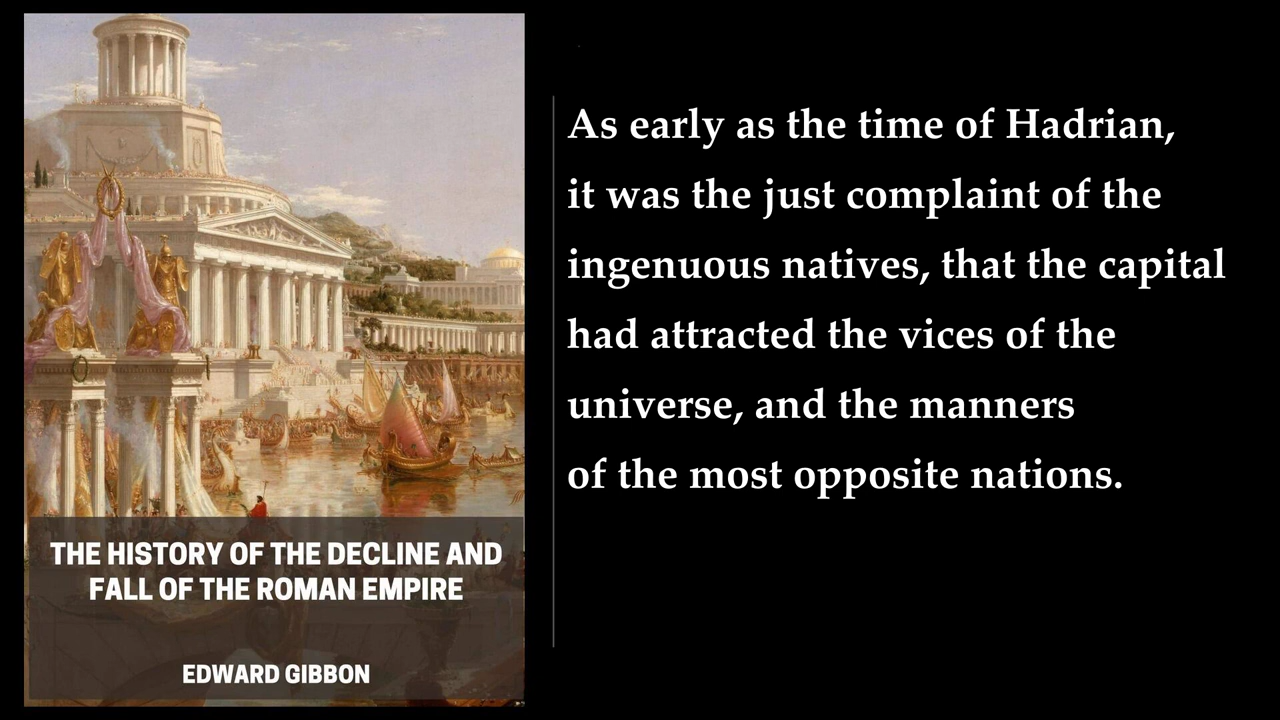 THE HISTORY OF THE DECLINE AND
FALL OF THE ROMAN EMPIRE
EDWARD GIBBON
As early as the time of Hadrian,
it was the just complaint of the
ingenuous natives, that the capital
had attracted the vices of the
universe, and the manners
of the most opposite nations.